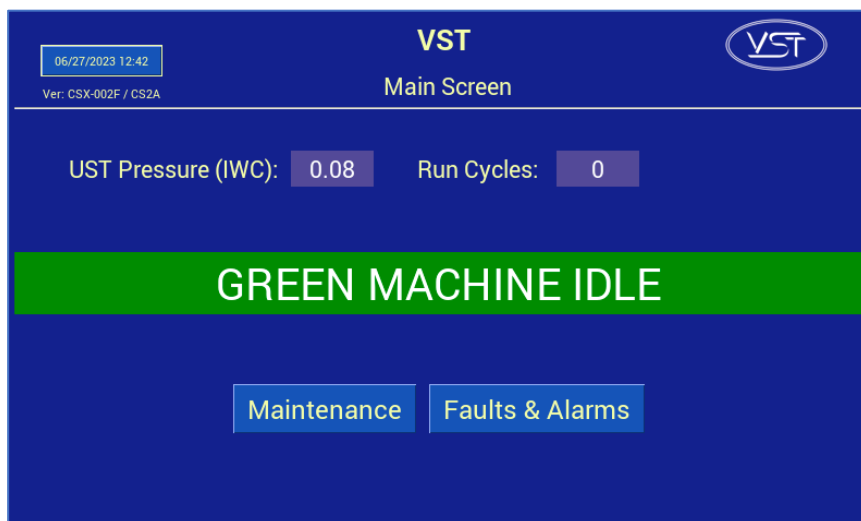 VST
VST
06/27/2023 12:42
Main Screen
Ver: CSX-002F / CS2A
UST Pressure (IWC): 0.08 Run Cycles: 0
GREEN MACHINE IDLE
Maintenance Faults & Alarms